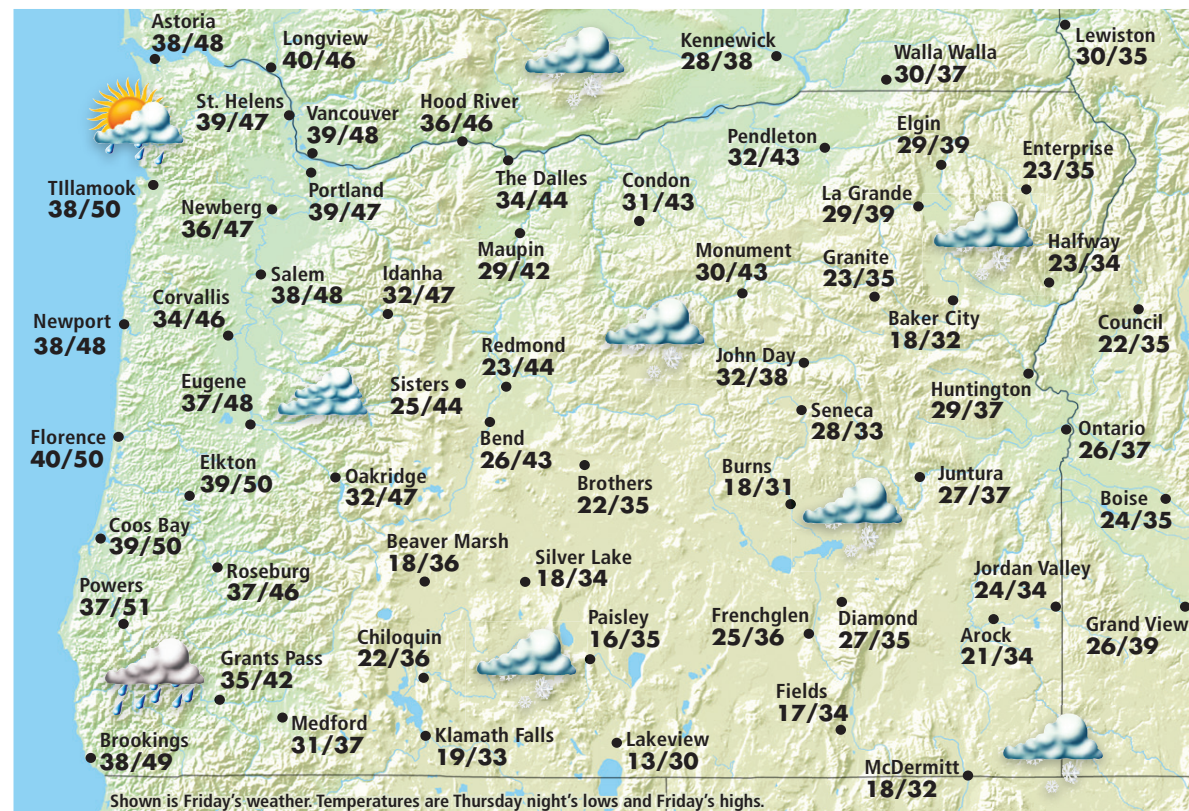 Astoria
38/48
Longview
40/46
Kennewick
28/38
Walla Walla
30/37
Lewiston
30/35
St. Helens
39/47
Vancouver
39/48
Hood River
36/46
Pendleton
32/43
Elgin
29/39
Enterprise
23/35
TIllamook
38/50
Newberg
36/47
Portland
39/47
The Dalles
34/44
Condon
31/43
La Grande
29/39
Maupin
29/42
Monument
30/43
Granite
23/35
Halfway
23/34
Salem
38/48
Idanha
32/47
Corvallis
34/46
Newport
38/48
Baker City
18/32
Council
22/35
Redmond
23/44
John Day
32/38
Eugene
37/48
Sisters
25/44
Huntington
29/37
Seneca
28/33
Florence
40/50
Bend
26/43
Ontario
26/37
Elkton
39/50
Oakridge
32/47
Brothers
22/35
Burns
18/31
Juntura
27/37
Boise
24/35
Coos Bay
39/50
Beaver Marsh
18/36
Silver Lake
18/34
Roseburg
37/46
Jordan Valley
24/34
Powers
37/51
Paisley
16/35
Frenchglen
25/36
Diamond
27/35
Arock
21/34
Grand View
26/39
Chiloquin
22/36
Grants Pass
35/42
Fields
17/34
Medford
31/37
Klamath Falls
19/33
Lakeview
13/30
Brookings
38/49
McDermitt
18/32
Shown is Friday's weather. Temperatures are Thursday night's lows and Friday's highs.